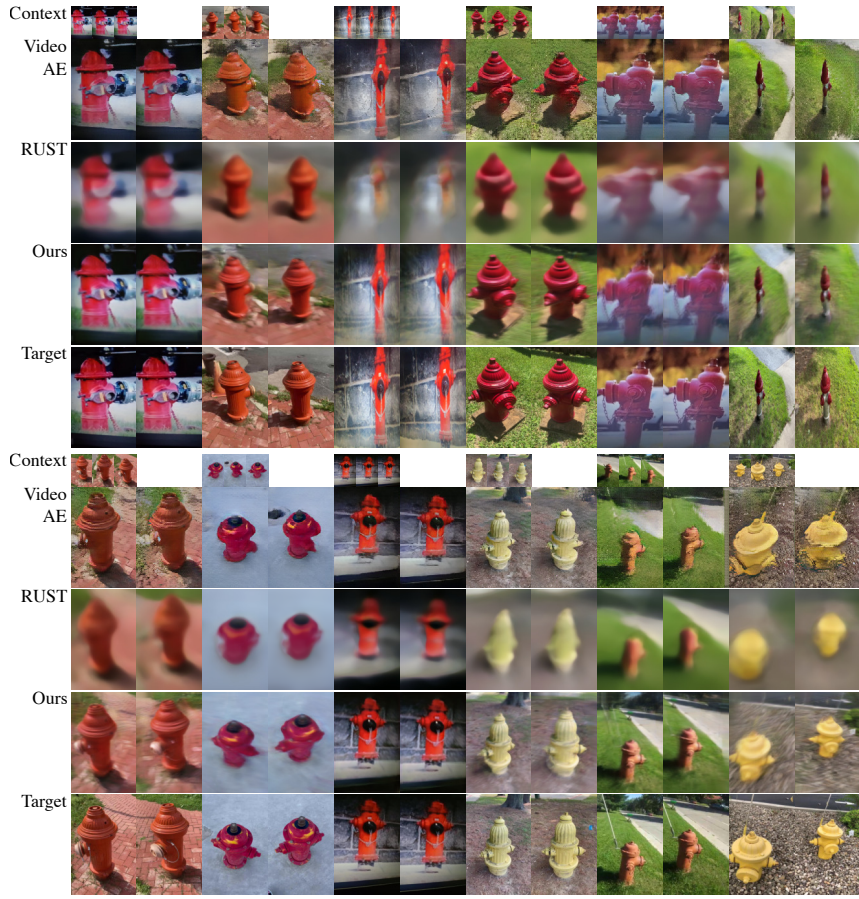 Context
Video
AE
RUST
Ours
Target
Context
Video
AE
RUST
Ours
Target